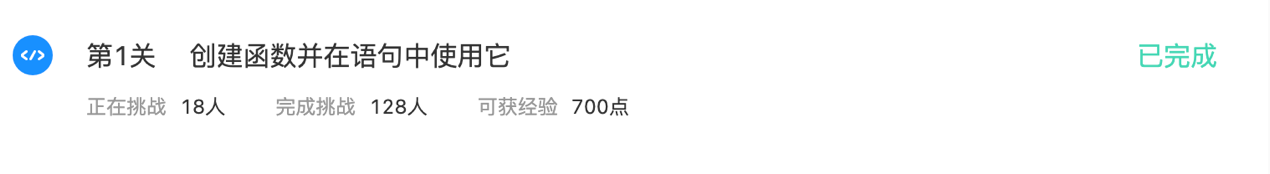 第1关 创建函数并在语句中使用它 已完成
正在挑战 18人 完成挑战 128人 可获经验 700点